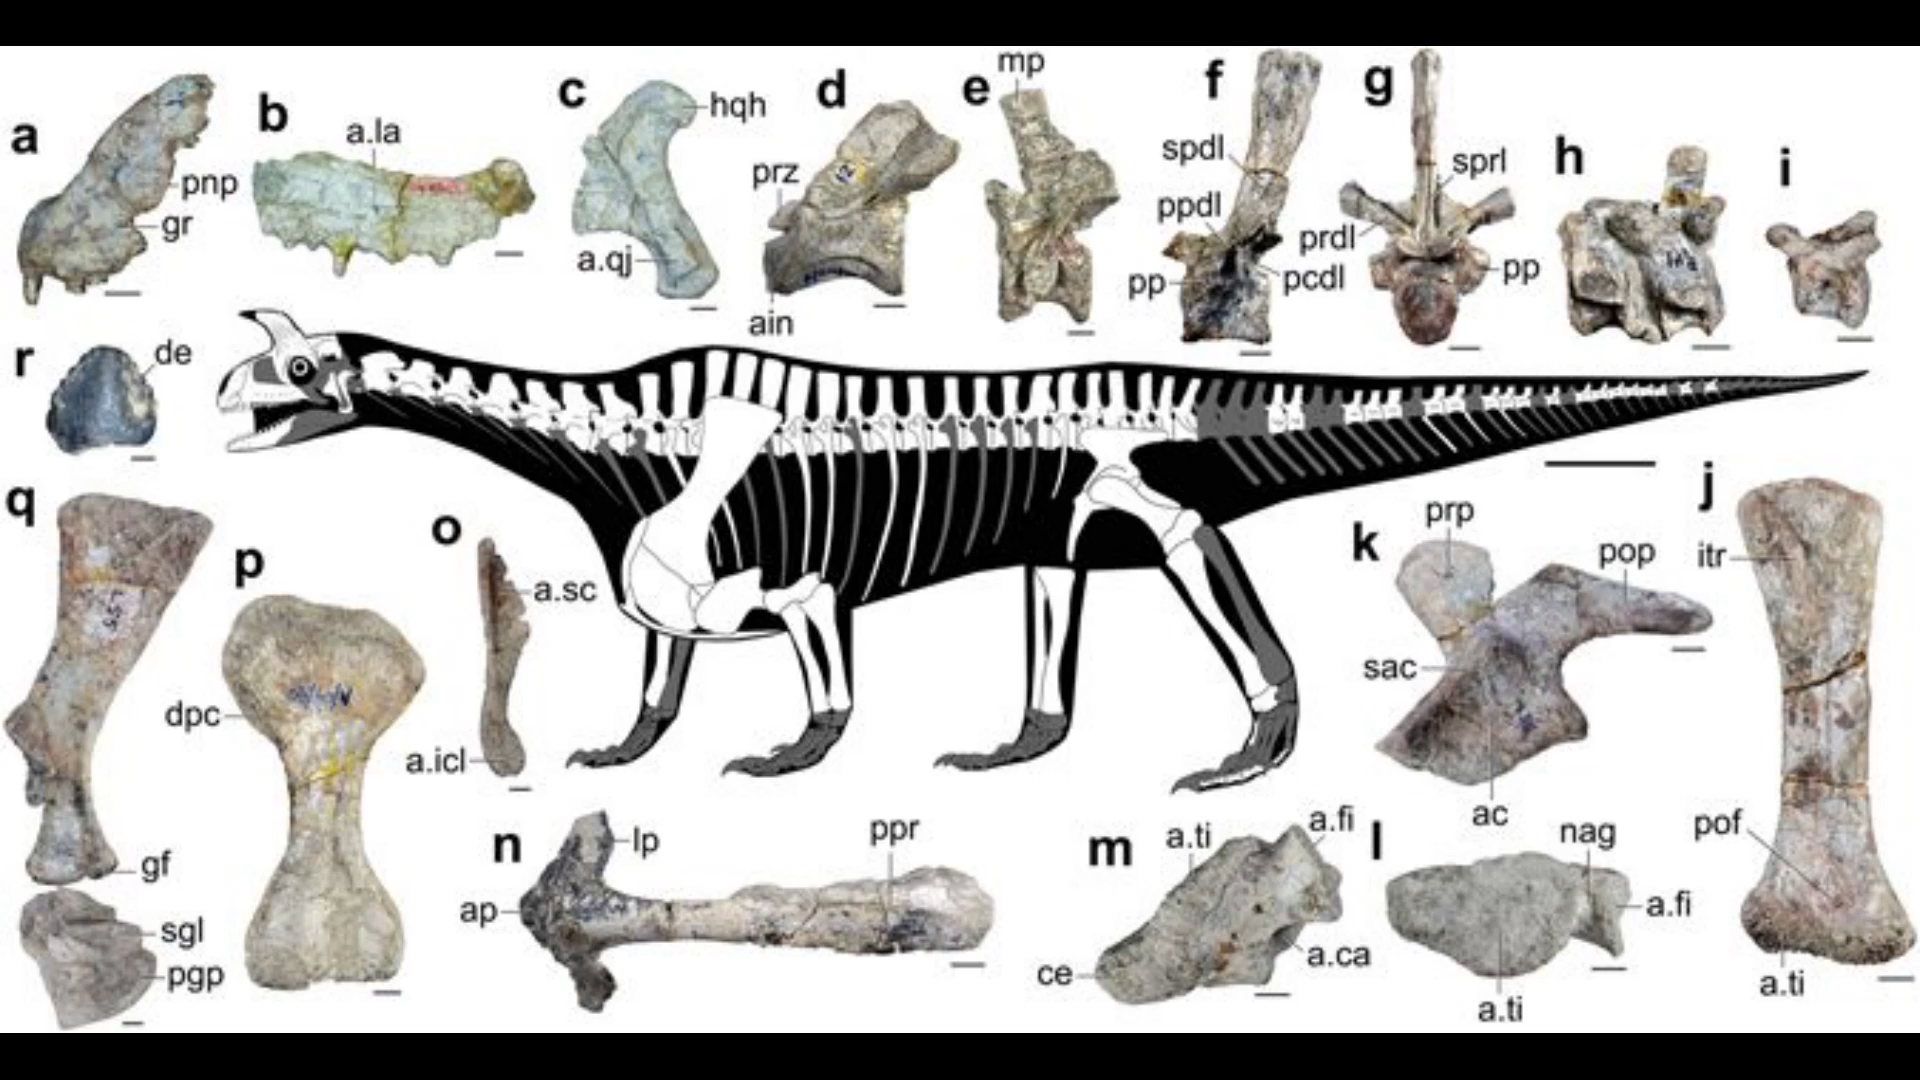 a
pnp
gr
b
a.la
c
hqh
a.qj
d
prz
ain
e
mp
f
spdl
ppdl
pp
pcdl
g
sprl
prdl
pp
h
i
r
de
q
gf
sgl
pgp
p
dpc
o
a.sc
a.icl
n
lp
ap
ppr
m
a.ti
a.fi
a.ca
ce
l
nag
a.fi
a.ti
k
prp
pop
sac
ac
j
itr
pof
a.ti